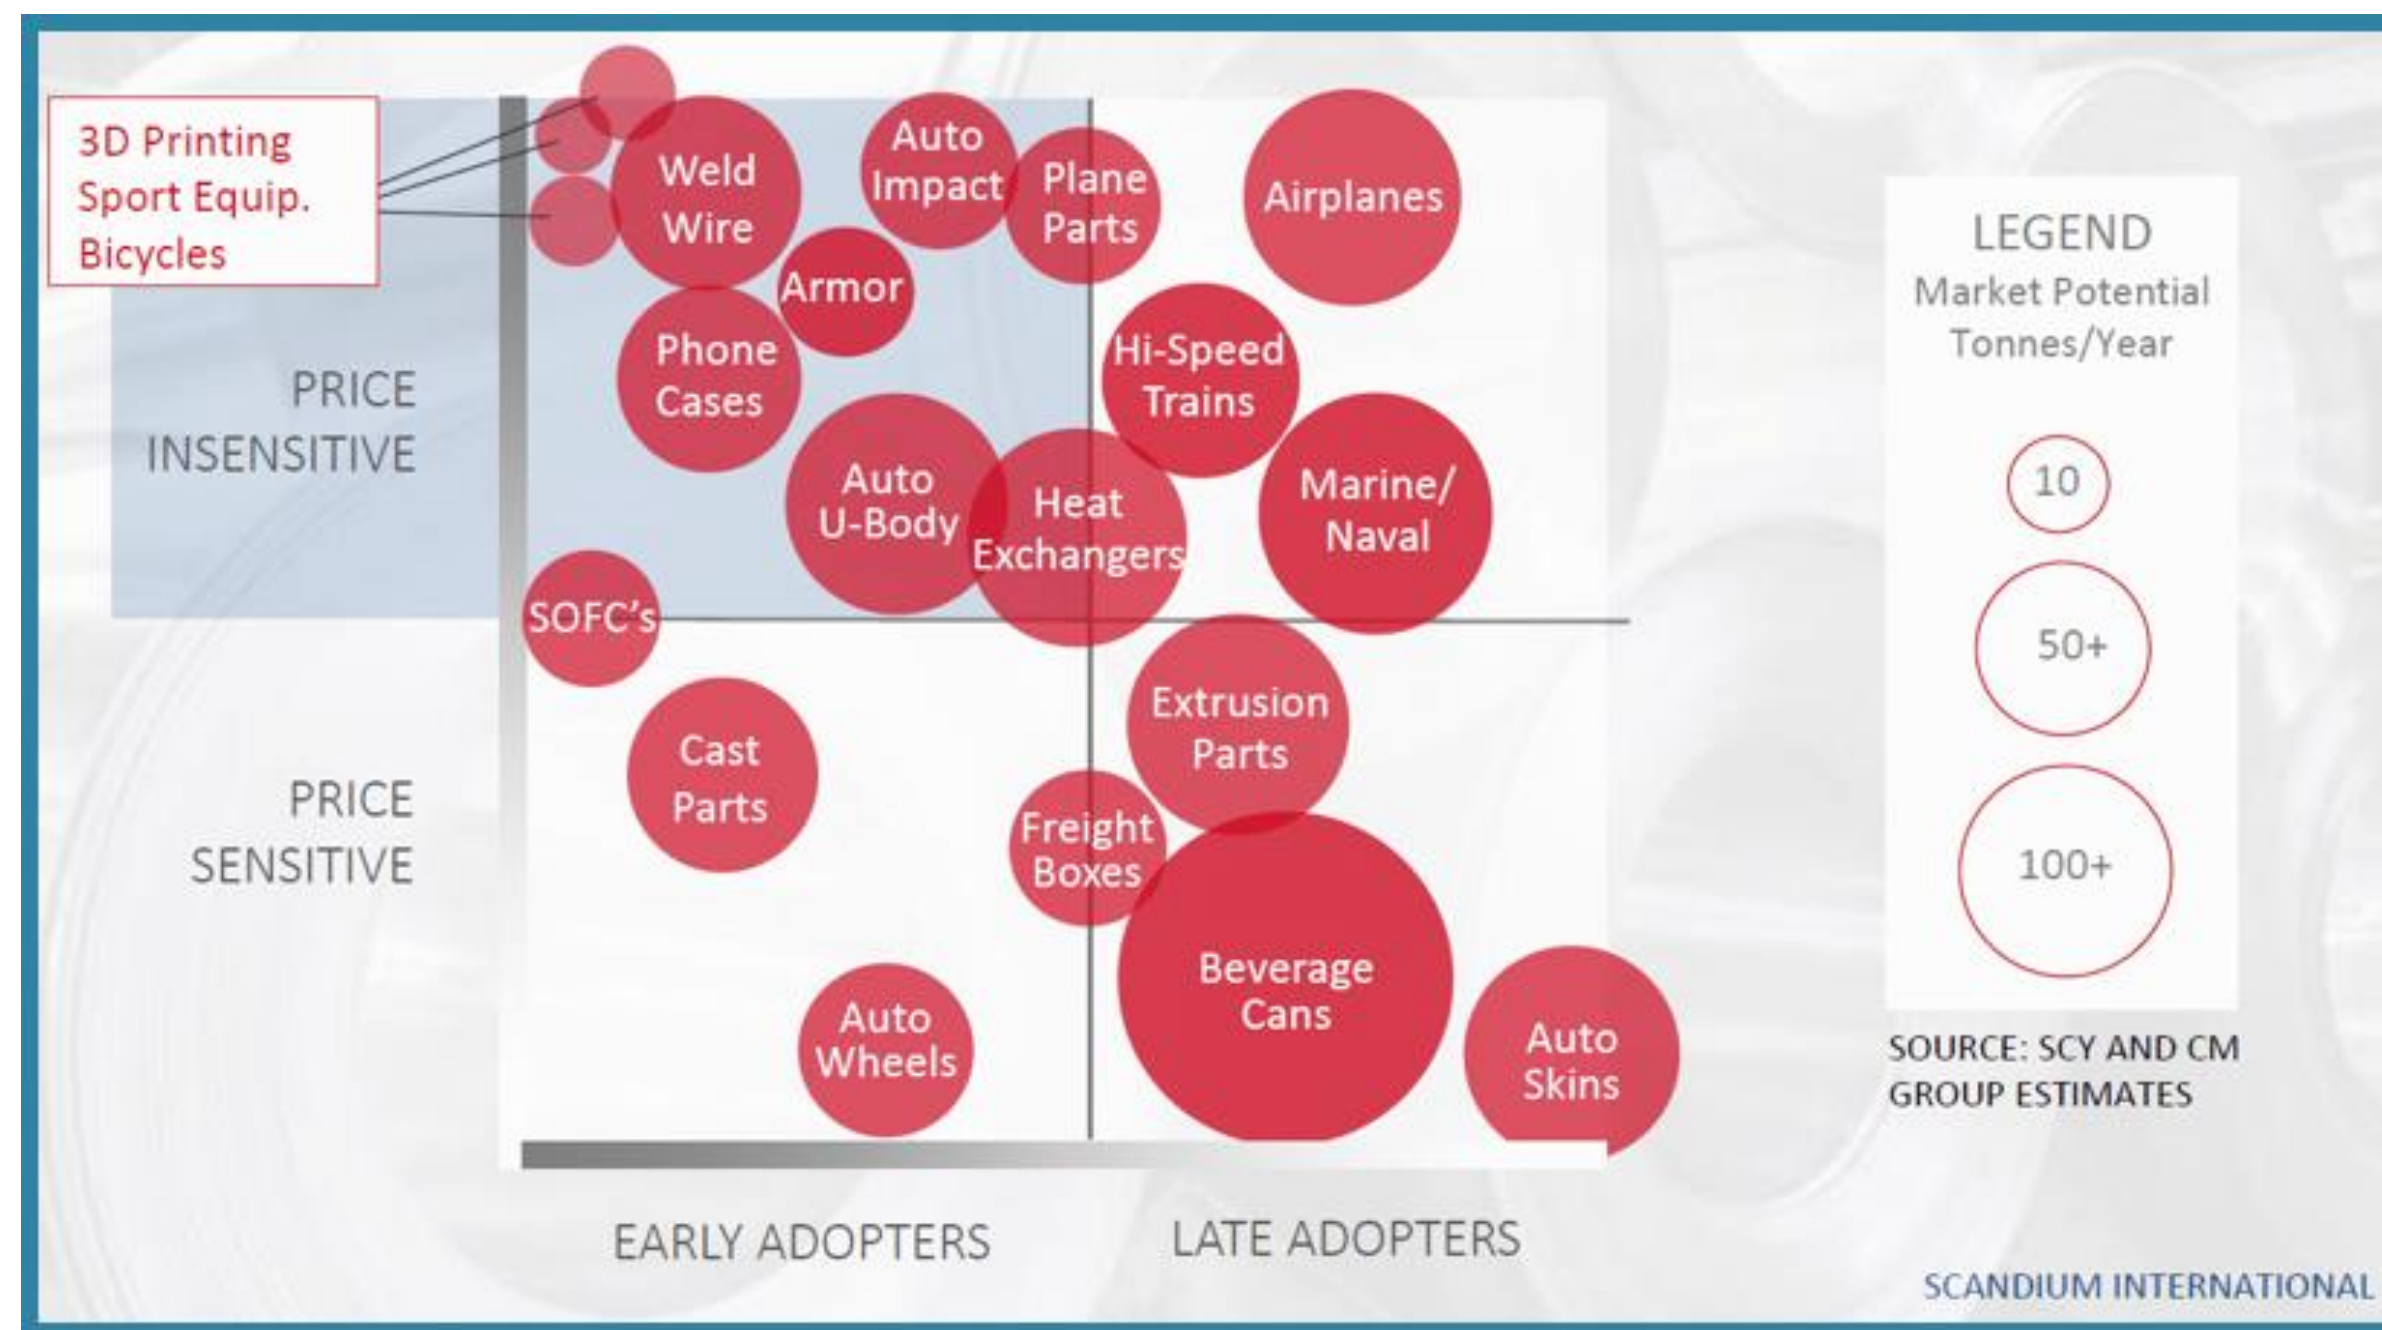 3D Printing
Sport Equip.
Bicycles
Weld
Wire
Auto
Impact
Plane
Parts
Airplanes
Armor
Phone
Cases
Hi-Speed
Trains
Auto
U-Body
Heat
Exchangers
Marine/
Naval
PRICE
INSENSITIVE
SOFC's
Cast
Parts
Extrusion
Parts
Freight
Boxes
PRICE
SENSITIVE
Beverage
Cans
Auto
Wheels
Auto
Skins
EARLY ADOPTERS
LATE ADOPTERS
LEGEND
Market Potential
Tonnes/Year
10
50+
100+
SOURCE: SCY AND CM
GROUP ESTIMATES
SCANDIUM INTERNATIONAL